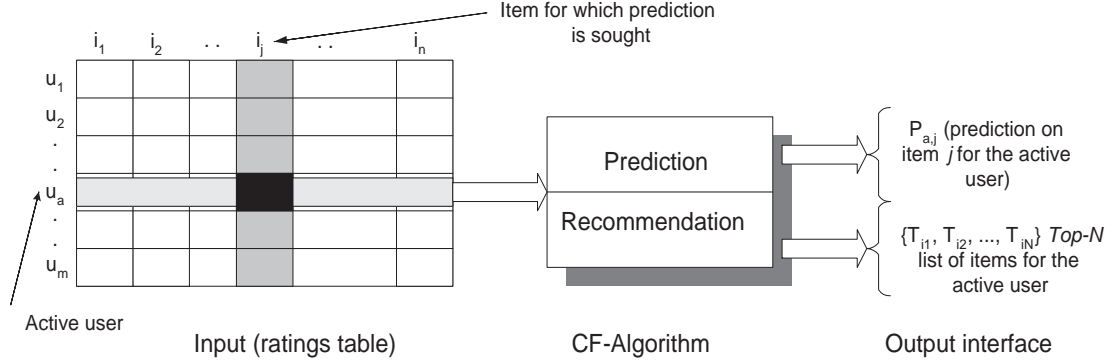 Item for which prediction
is sought
i1 i2 . . ij . . in
u1
u2
.
.
ua
.
.
um
Active user
Input (ratings table)
Prediction
Recommendation
CF-Algorithm
Pa,j (prediction on
item j for the active
user)
{Ti1, Ti2, ..., TiN} Top-N
list of items for the
active user
Output interface